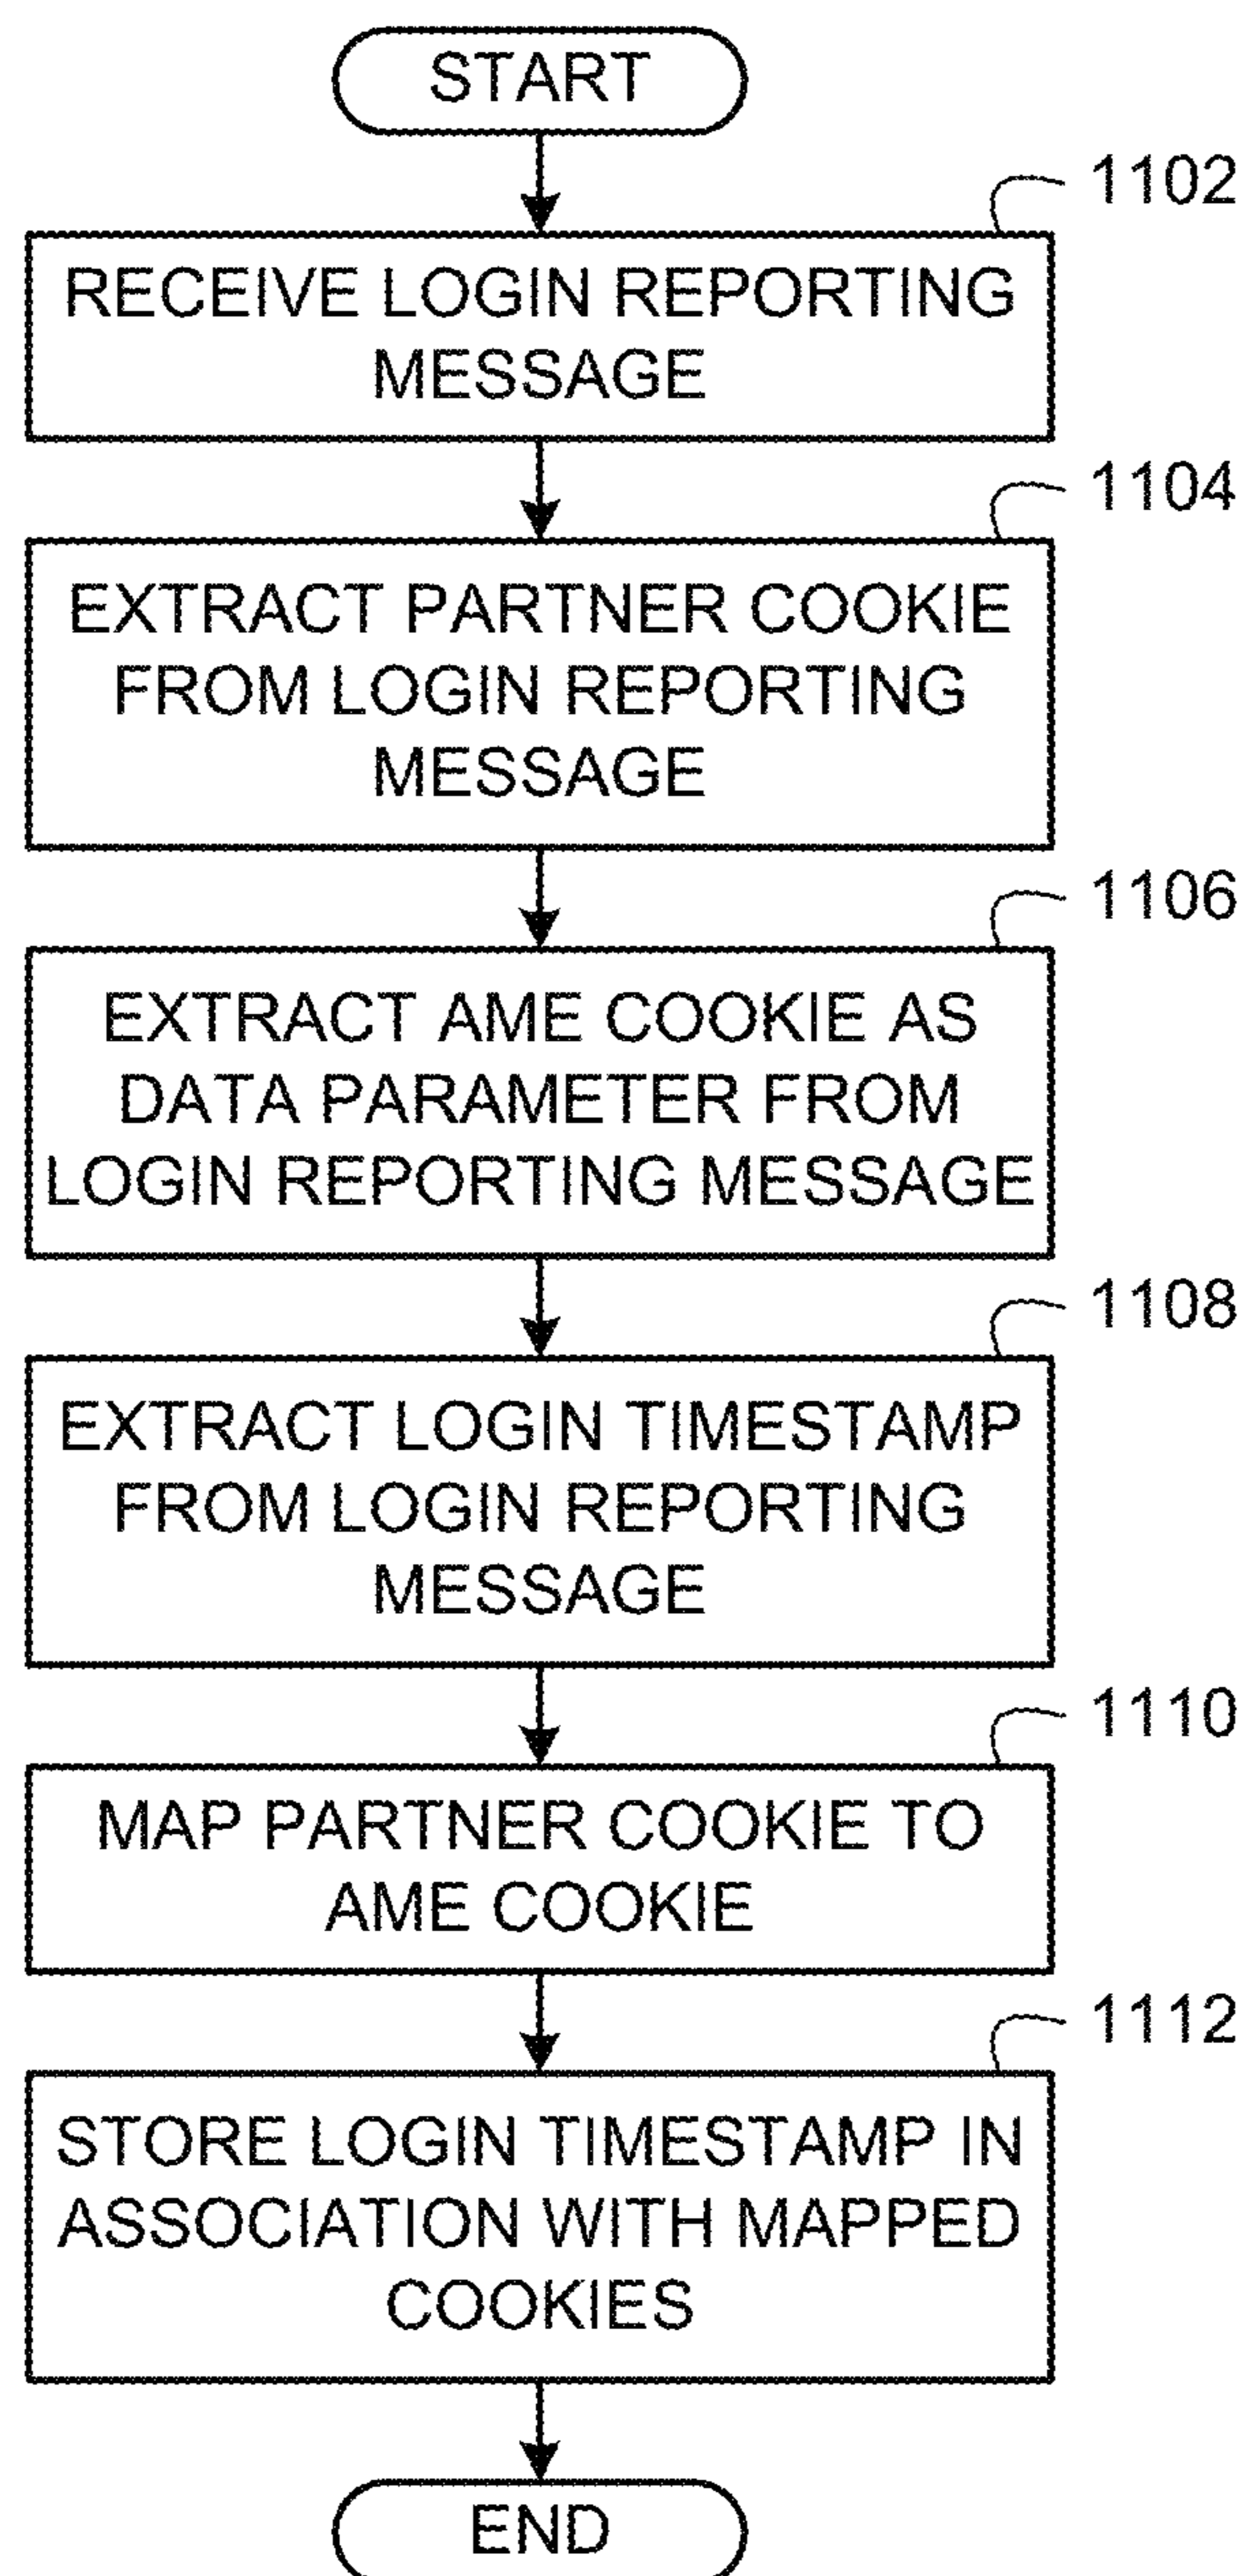 START
1102
RECEIVE LOGIN REPORTING
MESSAGE
1104
EXTRACT PARTNER COOKIE
FROM LOGIN REPORTING
MESSAGE
1106
EXTRACT AME COOKIE AS
DATA PARAMETER FROM
LOGIN REPORTING MESSAGE
1108
EXTRACT LOGIN TIMESTAMP
FROM LOGIN REPORTING
MESSAGE
1110
MAP PARTNER COOKIE TO
AME COOKIE
1112
STORE LOGIN TIMESTAMP IN
ASSOCIATION WITH MAPPED
COOKIES
END